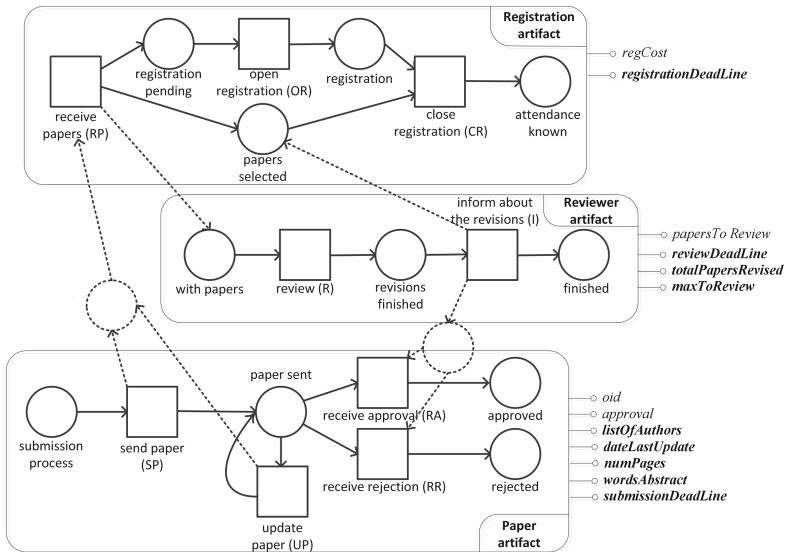 Registration
artifact
regCost
registrationDeadLine
registration
pending
open
registration (OR)
registration
receive
papers (RP)
close
registration (CR)
attendance
known
papers
selected
inform about
the revisions (I)
Reviewer
artifact
papersTo Review
reviewDeadLine
totalPapersRevised
maxToReview
with papers
review (R)
revisions
finished
finished
paper sent
oid
approval
listOfAuthors
dateLastUpdate
numPages
wordsAbstract
submissionDeadLine
receive approval (RA)
approved
submission
process
send paper
(SP)
receive rejection (RR)
rejected
update
paper (UP)
Paper
artifact